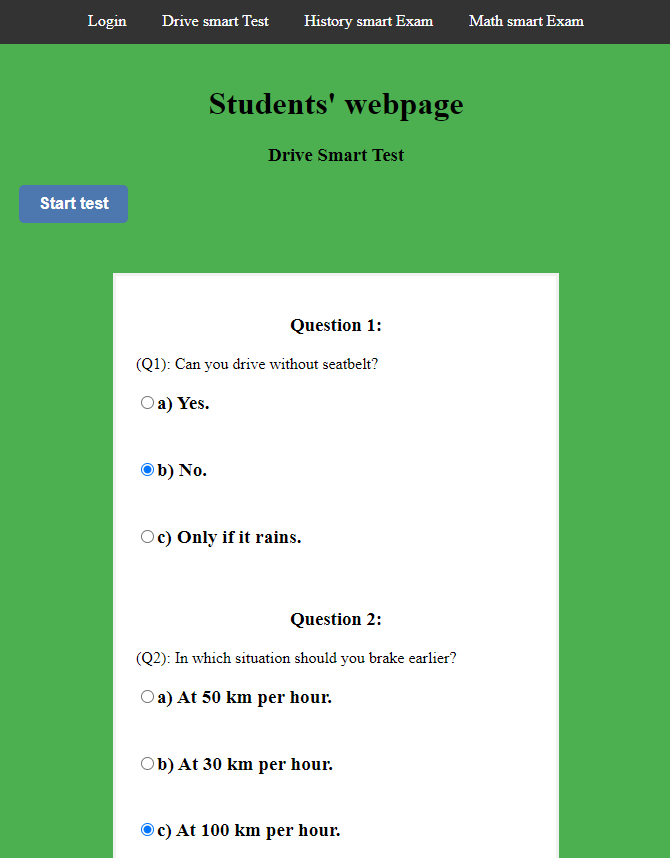 Login Drive smart Test History smart Exam Math smart Exam
Students' webpage
Drive Smart Test
Start test
Question 1:
(Q1): Can you drive without seatbelt?
a) Yes.
b) No.
c) Only if it rains.
Question 2:
(Q2): In which situation should you brake earlier?
a) At 50 km per hour.
b) At 30 km per hour.
c) At 100 km per hour.